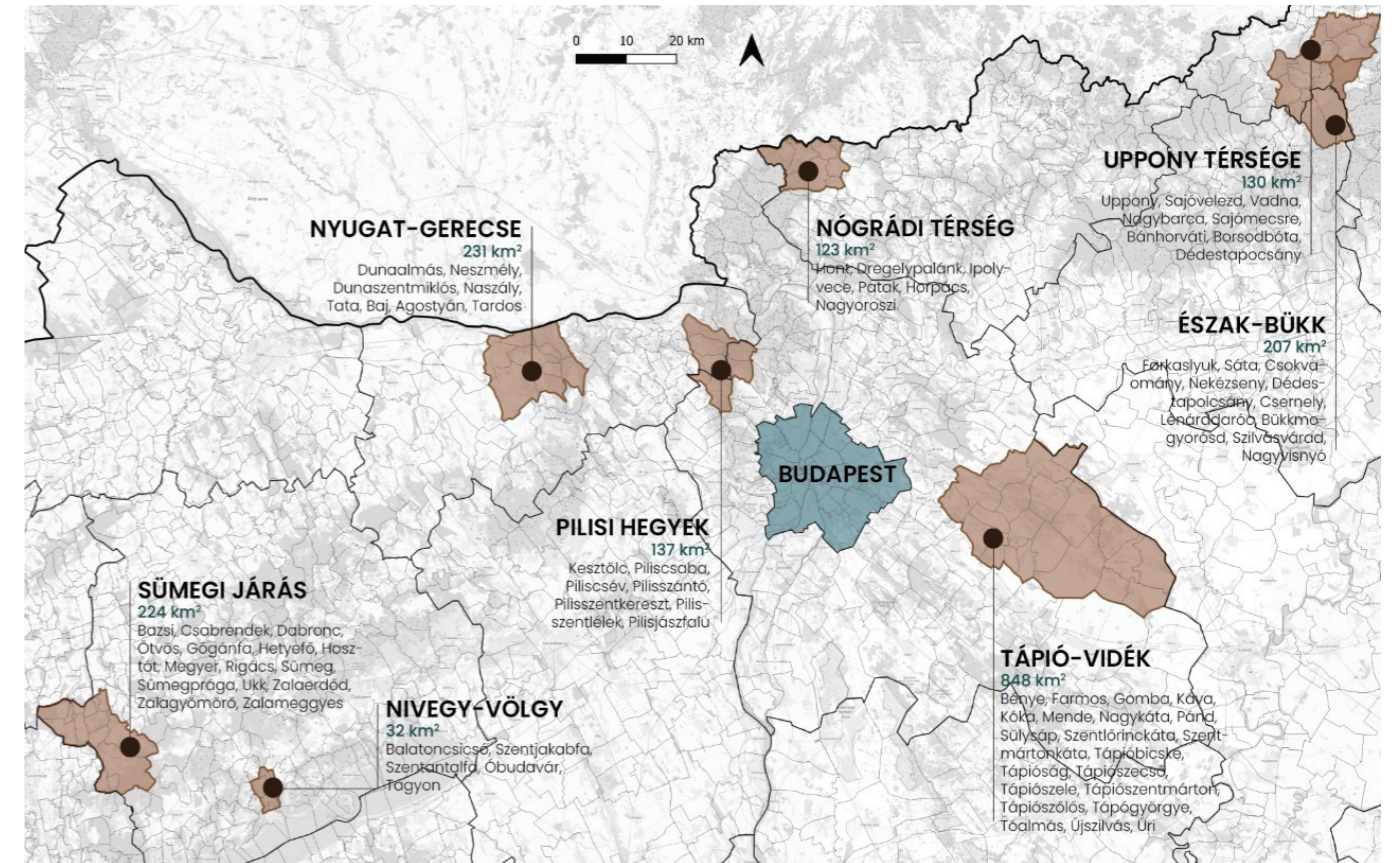 0 10 20 km
UPPONY TÉRSÉGE
130 km²
Uppony, Sajóvelezd, Vadna,
Nagybarca, Sajómecsre,
Bánhorváti, Borsodbóta,
Dédestapocsány
NYUGAT-GERECSE
231 km²
Dunaalmás, Neszmély,
Dunaszentmiklós, Naszály,
Tata, Baj, Agostyán, Tardos
NÓGRÁDI TÉRSÉG
123 km²
Hont, Dregelypalánk, Ipoly-
vece, Patak, Horpács,
Nagyoroszi
ÉSZAK-BÜKK
207 km²
Farkaslyuk, Sáta, Csokva-
omány, Nekézseny, Dédes-
tapolcsány, Csernely,
Lénárddaróc, Bükkmo-
gyorósd, Szilvásvárad,
Nagyvisnyó
BUDAPEST
PILISI HEGYEK
137 km²
Kesztölc, Piliscsaba,
Piliscsév, Pilisszántó,
Pilisszentkereszt, Pilis-
szentlélek, Pilisjászfalu
SÜMEGI JÁRÁS
224 km²
Bazsi, Csabrendek, Dabronc,
Ötvös, Gógánfa, Hetyefő, Hosz-
tót, Megyer, Rigács, Sümeg,
Sümegprága, Ukk, Zalaerdőd,
Zalagyömörő, Zalameggyes
NIVEGY-VÖLGY
32 km²
Balatoncsicsó, Szentjakabfa,
Szentantalfa, Óbudavár,
Tagyon
TÁPIÓ-VIDÉK
848 km²
Bénye, Farmos, Gomba, Káva,
Kóka, Mende, Nagykáta, Pánd,
Sülysáp, Szentlőrinckáta, Szent-
mártonkáta, Tápióbicske,
Tápióság, Tápiószecső,
Tápiószele, Tápiószentmárton,
Tápiószőlős, Tápógyörgye,
Tóalmás, Újszilvás, Úri